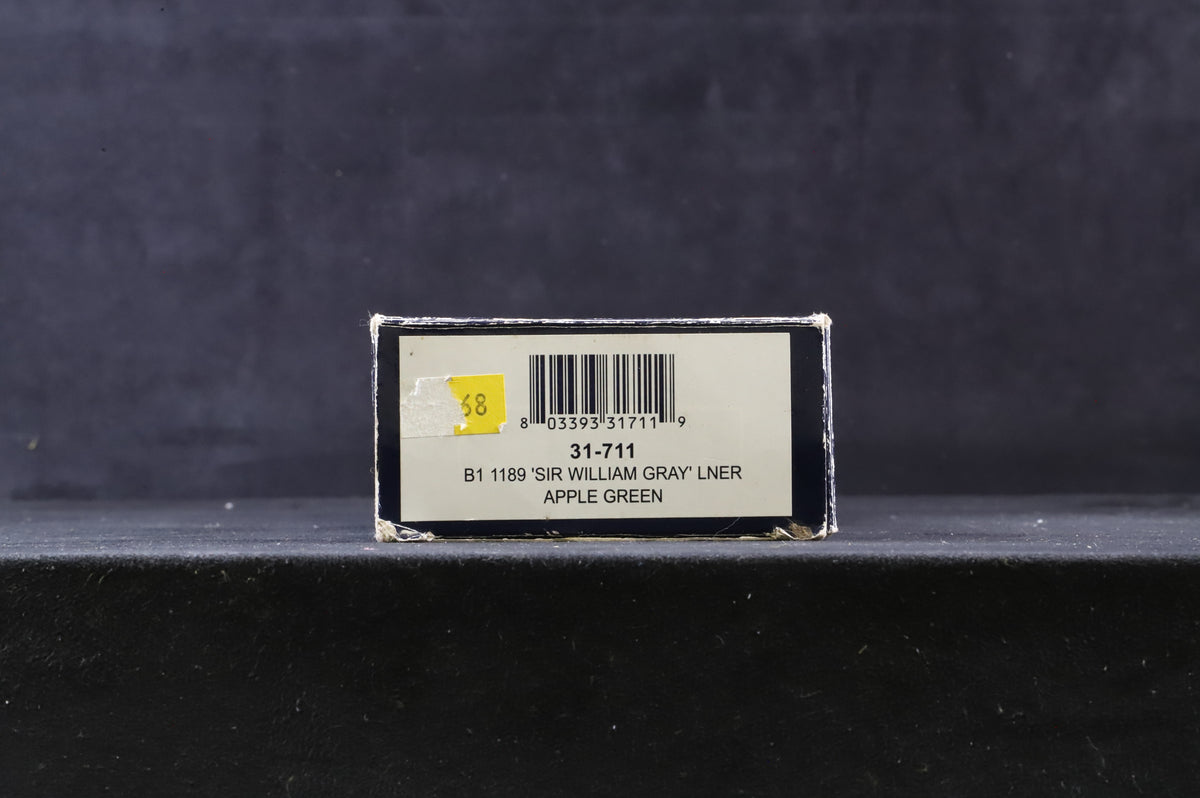 68
8 03393 31711 9
31-711
B1 1189 'SIR WILLIAM GRAY' LNER
APPLE GREEN